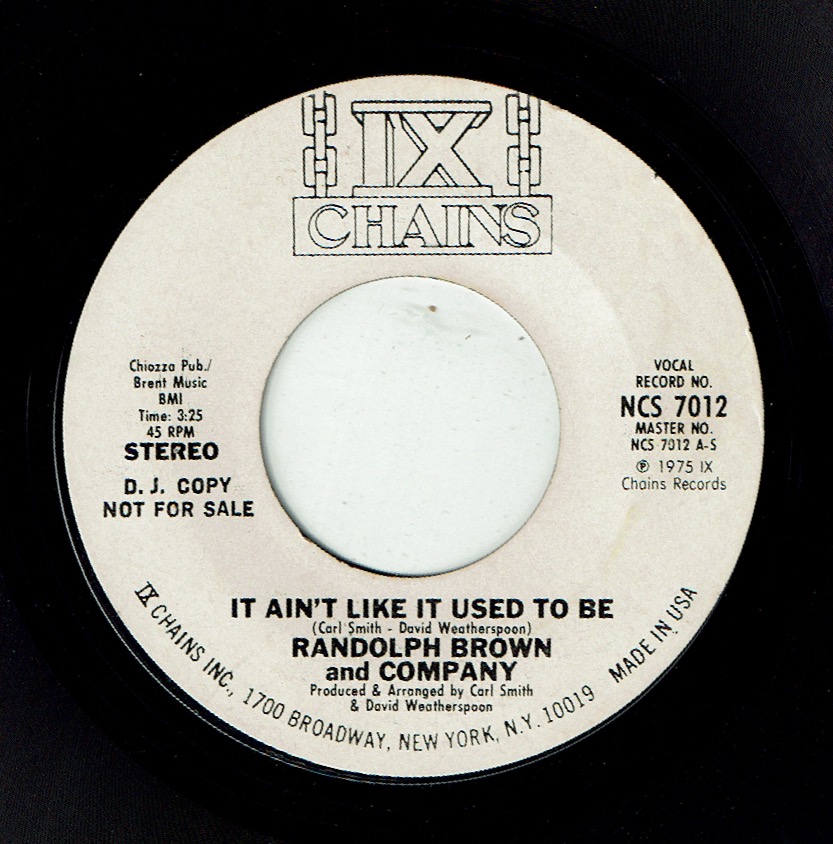 IX
CHAINS
Chiozza Pub./
Brent Music
BMI
Time: 3:25
45 RPM
STEREO
D. J. COPY
NOT FOR SALE
VOCAL
RECORD NO.
NCS 7012
MASTER NO.
NCS 7012 A-S
℗ 1975 IX
Chains Records
IT AIN'T LIKE IT USED TO BE
(Carl Smith - David Weatherspoon)
RANDOLPH BROWN
and COMPANY
Produced & Arranged by Carl Smith
& David Weatherspoon
IX CHAINS INC., 1700 BROADWAY, NEW YORK, N.Y. 10019 MADE IN USA